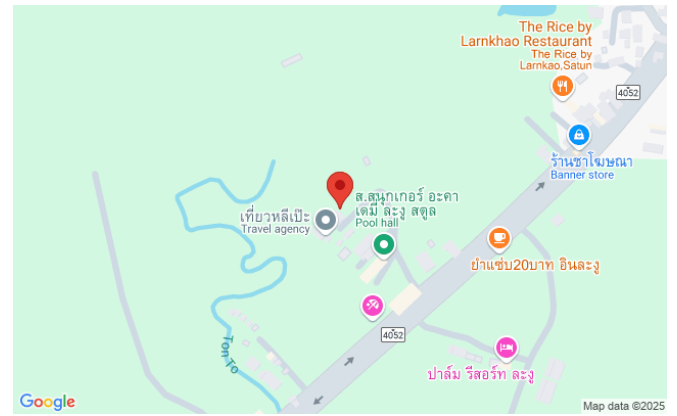 The Rice by
Larnkhao Restaurant
The Rice by
Larnkao,Satun
4052
ร้านชาโฆษณา
Banner store
ส.สนุกเกอร์ อะคา
เดมี่ ละงู สตูล
Pool hall
เที่ยวหลีเป๊ะ
Travel agency
ยำแซ่บ20บาท อินละงู
4052
Ton To
ปาล์ม รีสอร์ท ละงู
Google
Map data ©2025